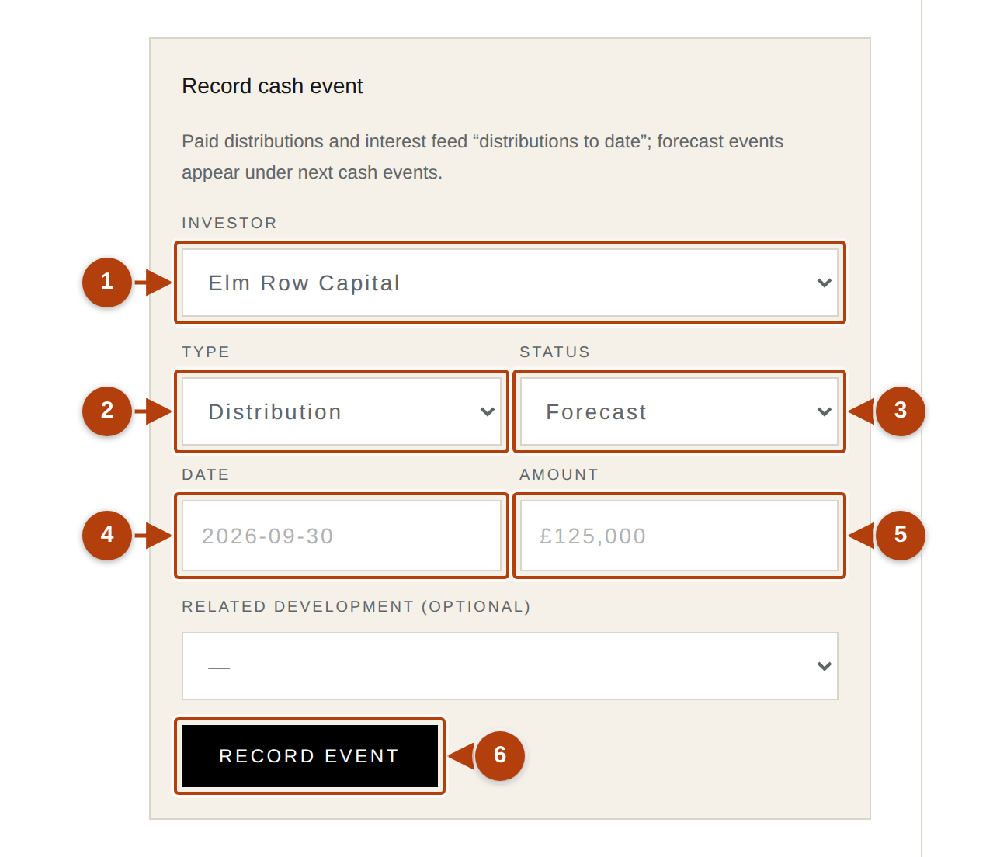 Record cash event
Paid distributions and interest feed “distributions to date”; forecast events
appear under next cash events.
INVESTOR
1
Elm Row Capital
TYPE
STATUS
2
Distribution
Forecast
3
DATE
AMOUNT
4
2026-09-30
£125,000
5
RELATED DEVELOPMENT (OPTIONAL)
—
RECORD EVENT
6